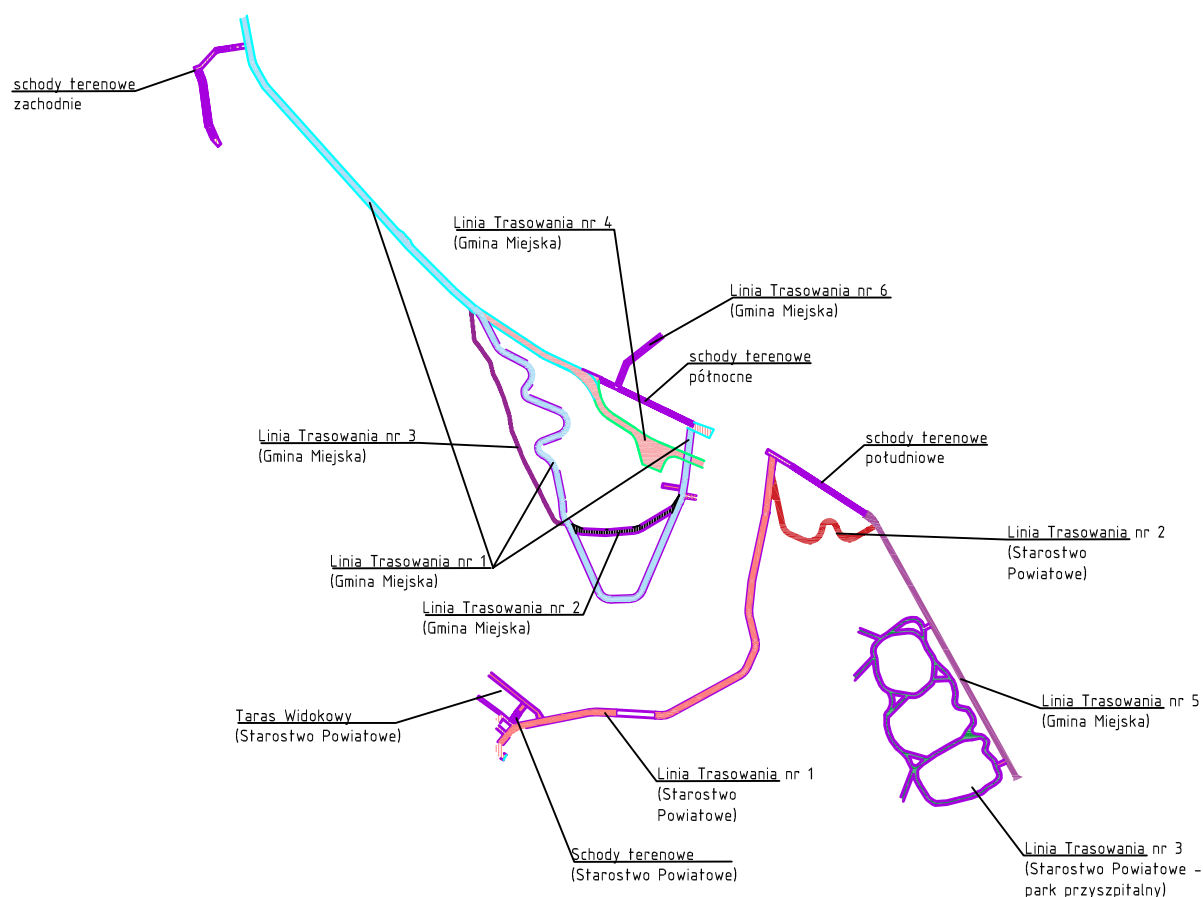 schody terenowe
zachodnie
Linia Trasowania nr 4
(Gmina Miejska)
Linia Trasowania nr 6
(Gmina Miejska)
schody terenowe
północne
Linia Trasowania nr 3
(Gmina Miejska)
schody terenowe
południowe
Linia Trasowania nr 2
(Starostwo
Powiatowe)
Linia Trasowania nr 1
(Gmina Miejska)
Linia Trasowania nr 2
(Gmina Miejska)
Linia Trasowania nr 5
(Gmina Miejska)
Taras Widokowy
(Starostwo Powiatowe)
Linia Trasowania nr 1
(Starostwo
Powiatowe)
Schody terenowe
(Starostwo Powiatowe)
Linia Trasowania nr 3
(Starostwo Powiatowe -
park przyszpitalny)